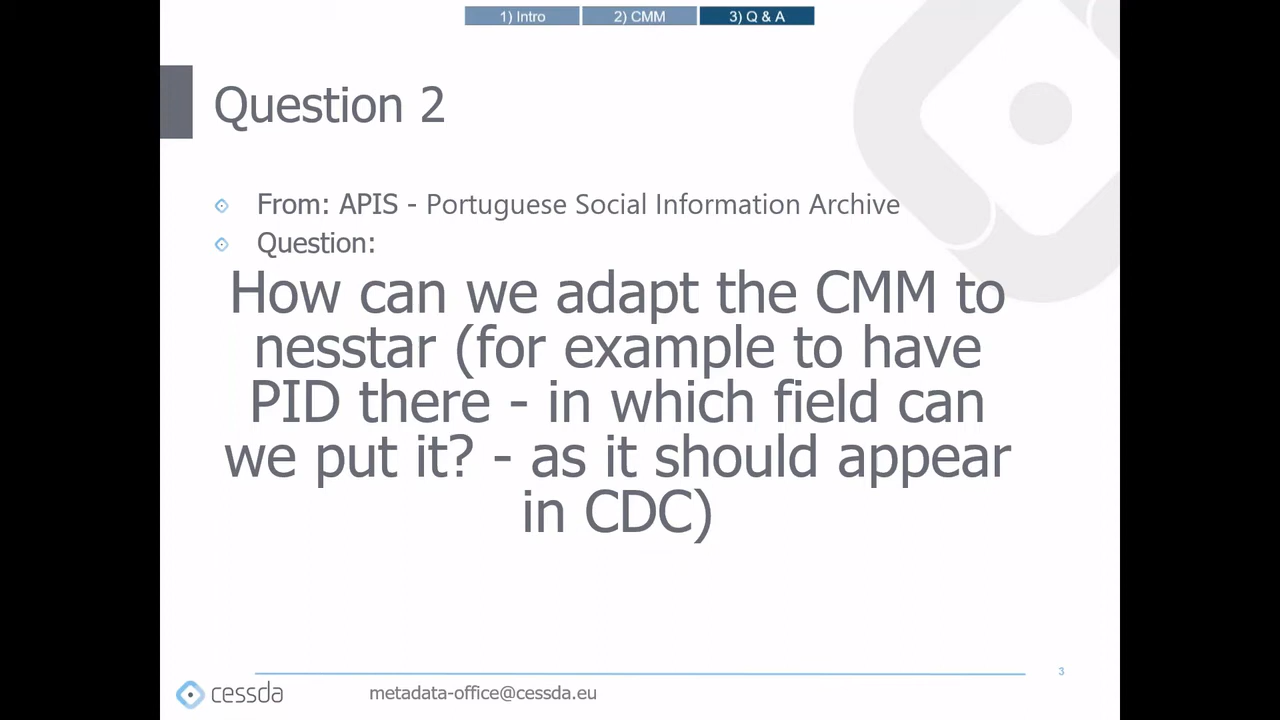 1) Intro
2) CMM
3) Q & A
Question 2
From: APIS - Portuguese Social Information Archive
Question:
How can we adapt the CMM to
nesstar (for example to have
PID there - in which field can
we put it? - as it should appear
in CDC)
3
cessda
metadata-office@cessda.eu